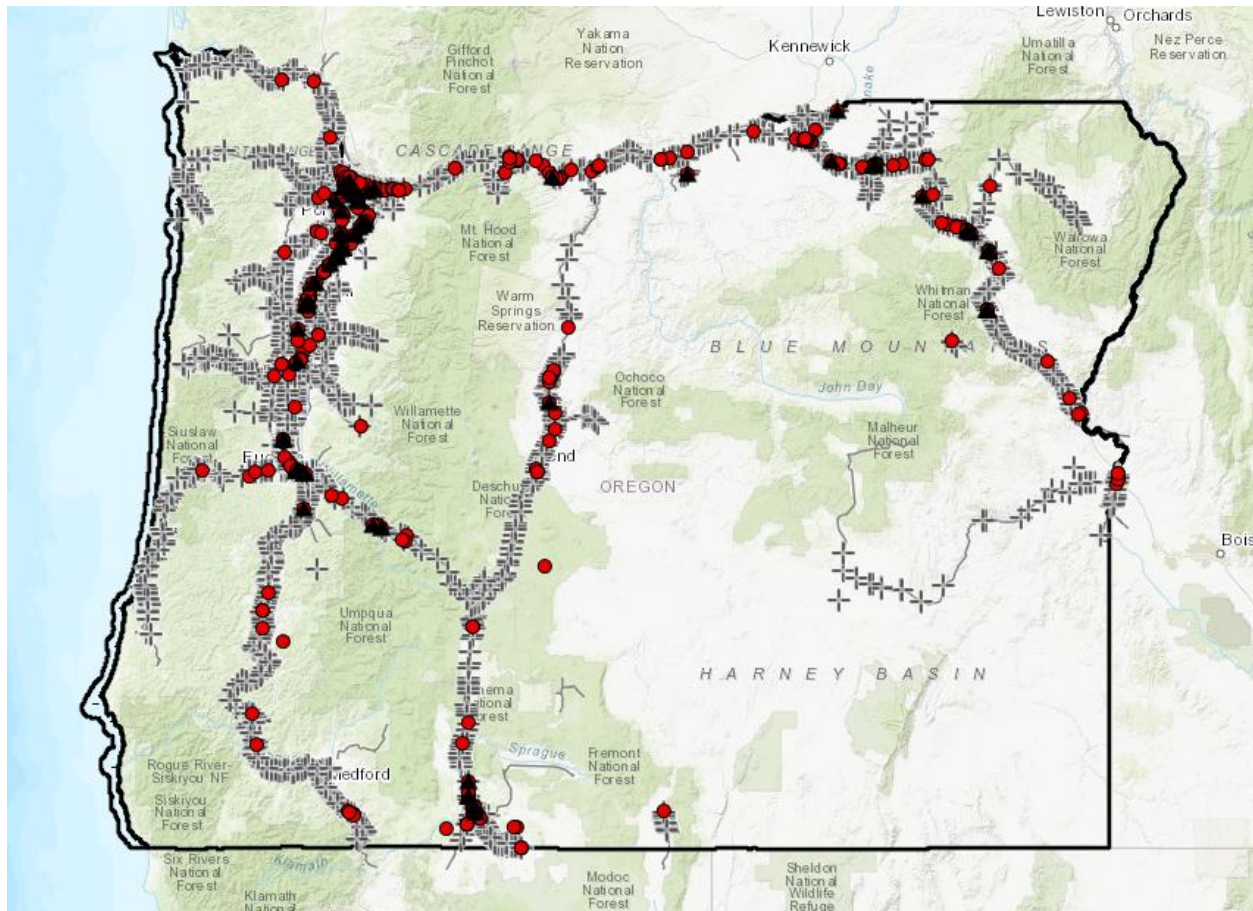 Lewiston
Orchards
Yakama
Nation
Reservation
Kennewick
Gifford
Pinchot
National
Forest
Umatilla
National
Forest
Nez Perce
Reservation
Snake
CASCADE RANGE
Mt. Hood
National
Forest
Wallowa
National
Forest
Warm
Springs
Reservation
Whitman
National
Forest
BLUE MOUNTAINS
Ochoco
National
Forest
John Day
Willamette
National
Forest
Malheur
National
Forest
Siuslaw
National
Forest
OREGON
Umpqua
National
Forest
HARNEY BASIN
Sprague
Fremont
National
Forest
Rogue River-
Siskiyou NF
Medford
Siskiyou
National
Forest
Six Rivers
National
Forest
Klamath
Klamath
National
Modoc
National
Forest
Sheldon
National
Wildlife
Refuge